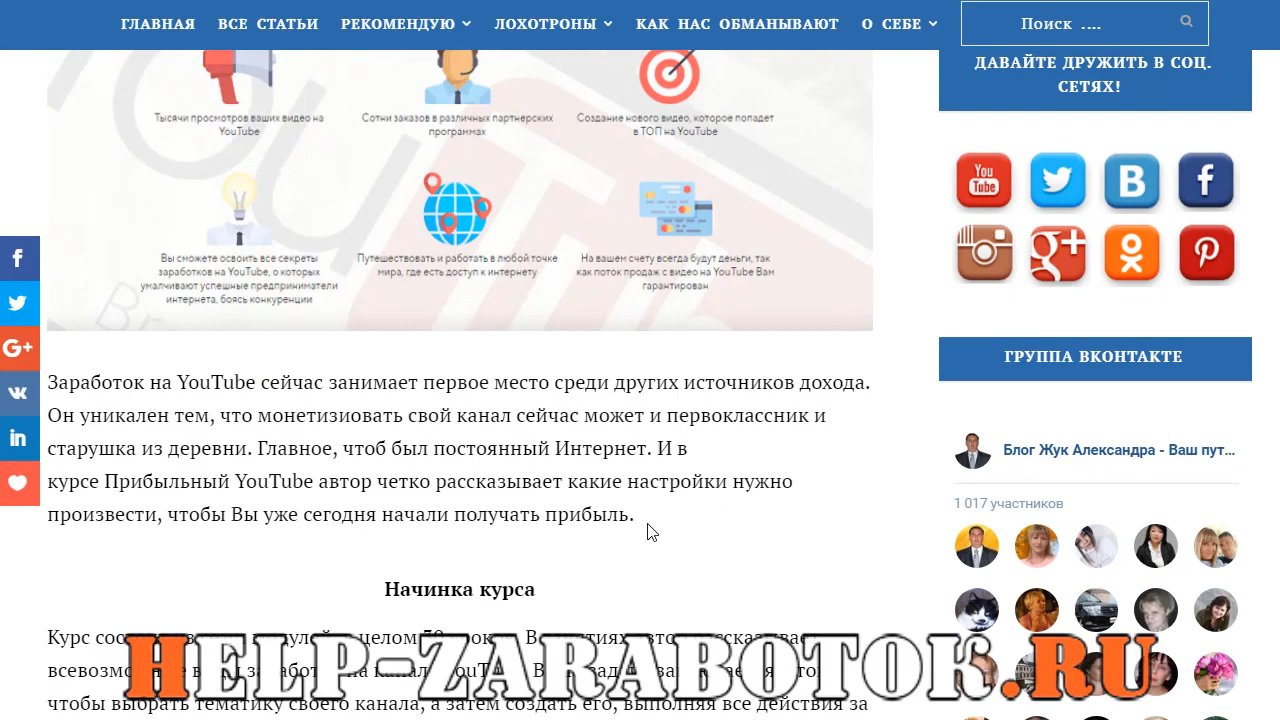 ГЛАВНАЯ ВСЕ СТАТЬИ РЕКОМЕНДУЮ ЛОХОТРОНЫ КАК НАС ОБМАНЫВАЮТ О СЕБЕ Поиск ....
ДАВАЙТЕ ДРУЖИТЬ В СОЦ.
СЕТЯХ!
Тысячи просмотров ваших видео на
YouTube
Сотни заказов в различных партнерских
программах
Создание нового видео, которое попадет
в ТОП на YouTube
Вы сможете освоить все секреты
заработков на YouTube, о которых
умалчивают успешные предприниматели
интернета, боясь конкуренции
Путешествовать и работать в любой точке
мира, где есть доступ к интернету
На вашем счету всегда будут деньги, так
как поток продаж с видео на YouTube Вам
гарантирован
You
Tube
Заработок на YouTube сейчас занимает первое место среди других источников дохода.
Он уникален тем, что монетизиовать свой канал сейчас может и первоклассник и
старушка из деревни. Главное, чтоб был постоянный Интернет. И в
курсе Прибыльный YouTube автор четко рассказывает какие настройки нужно
произвести, чтобы Вы уже сегодня начали получать прибыль.
Начинка курса
чтобы выбрать тематику своего канала, а затем создать его, выполняя все действия за
HELP-ZARABOTOK.RU
ГРУППА ВКОНТАКТЕ
Блог Жук Александра - Ваш пут...
1 017 участников